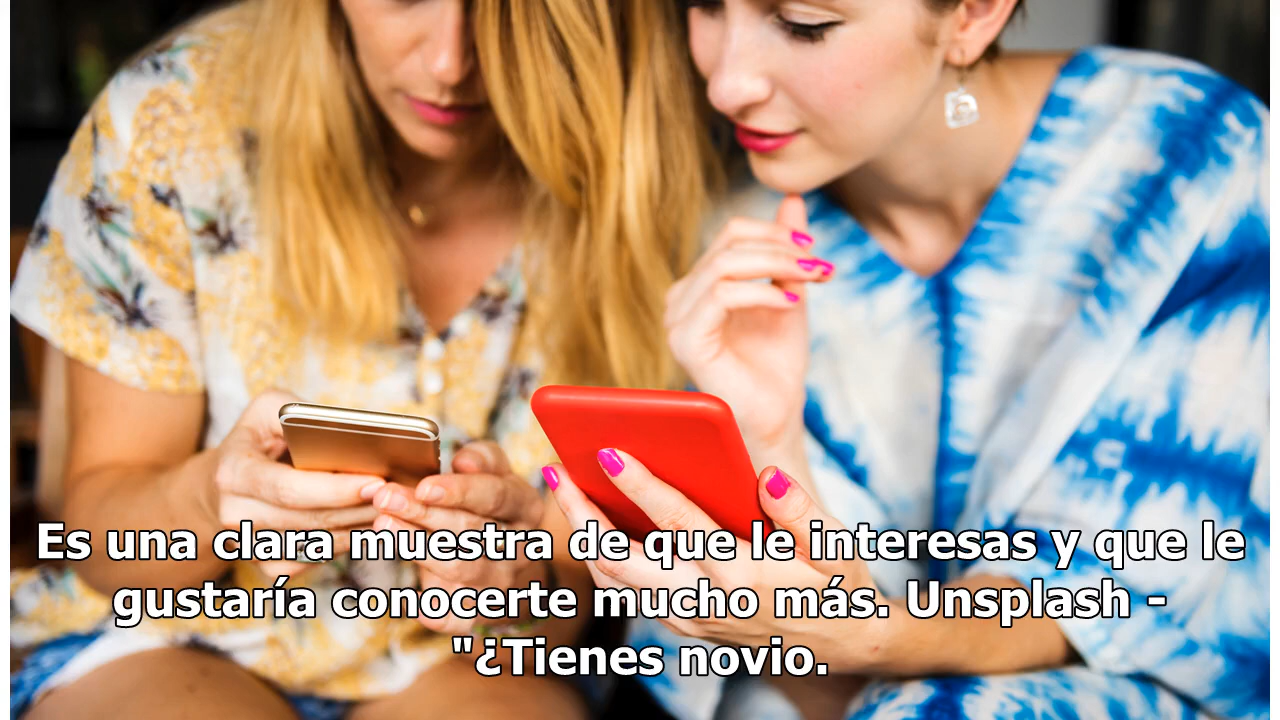 Es una clara muestra de que le interesas y que le
gustaría conocerte mucho más. Unsplash -
"¿Tienes novio.